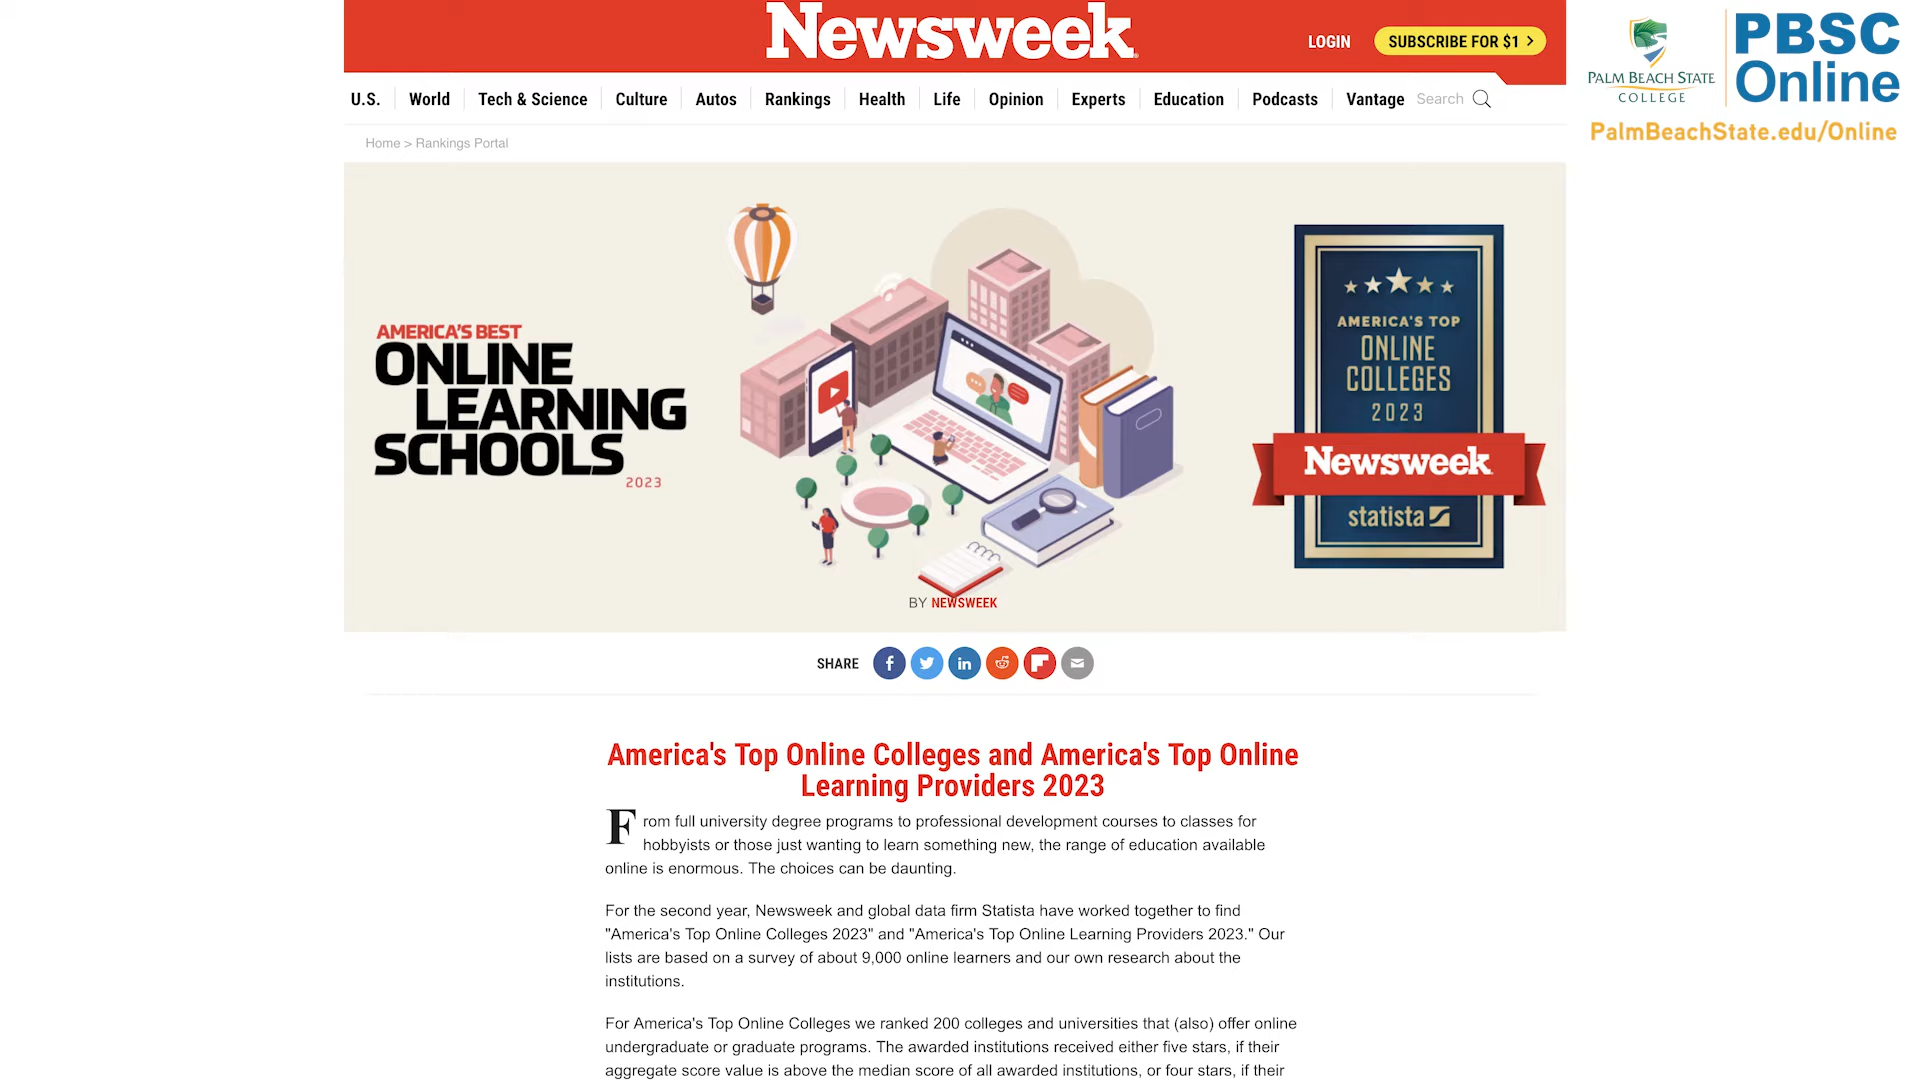 Newsweek
LOGIN
SUBSCRIBE FOR $1 >
PALM BEACH STATE
COLLEGE
PBSC
Online
PalmBeachState.edu/Online
U.S. World Tech & Science Culture Autos Rankings Health Life Opinion Experts Education Podcasts Vantage Search
Home > Rankings Portal
AMERICA'S BEST
ONLINE
LEARNING
SCHOOLS
2023
AMERICA'S TOP
ONLINE
COLLEGES
2023
Newsweek
statista
BY NEWSWEEK
SHARE
America's Top Online Colleges and America's Top Online
Learning Providers 2023
From full university degree programs to professional development courses to classes for
hobbyists or those just wanting to learn something new, the range of education available
online is enormous. The choices can be daunting.
For the second year, Newsweek and global data firm Statista have worked together to find
"America's Top Online Colleges 2023" and "America's Top Online Learning Providers 2023." Our
lists are based on a survey of about 9,000 online learners and our own research about the
institutions.
For America's Top Online Colleges we ranked 200 colleges and universities that (also) offer online
undergraduate or graduate programs. The awarded institutions received either five stars, if their
aggregate score value is above the median score of all awarded institutions, or four stars, if their